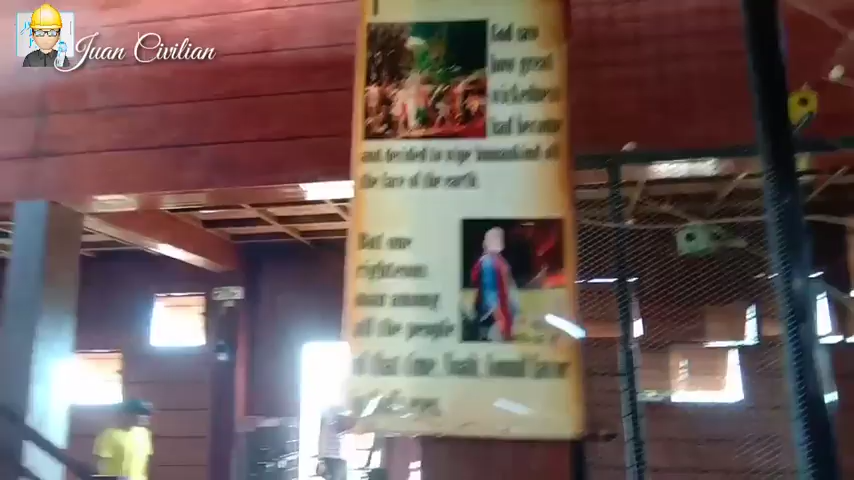 Juan Civilian
God saw
how great
wickedness
had become
and decided to wipe humankind off
the face of the earth.
But one
righteous
man among
all the people
of that time, Noah, found favor
eyes.